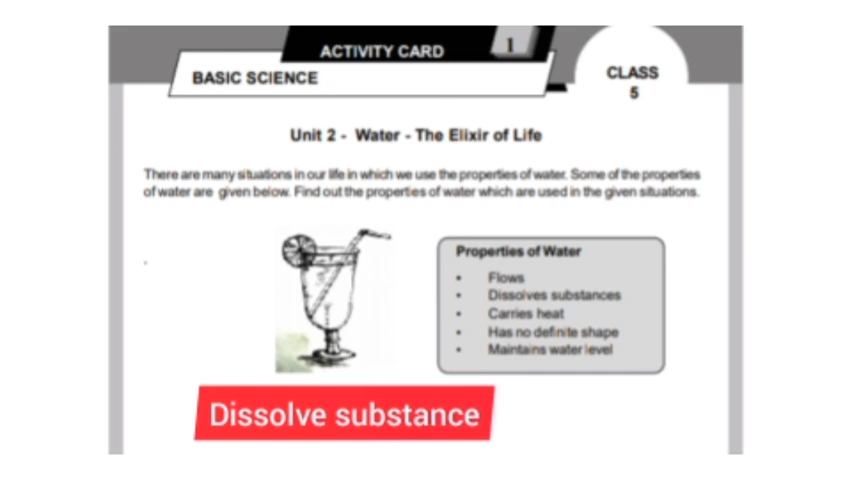 ACTIVITY CARD 1
BASIC SCIENCE
CLASS
5
Unit 2 - Water - The Elixir of Life
There are many situations in our life in which we use the properties of water. Some of the properties
of water are given below. Find out the properties of water which are used in the given situations.
Properties of Water
• Flows
• Dissolves substances
• Carries heat
• Has no definite shape
• Maintains water level
Dissolve substance